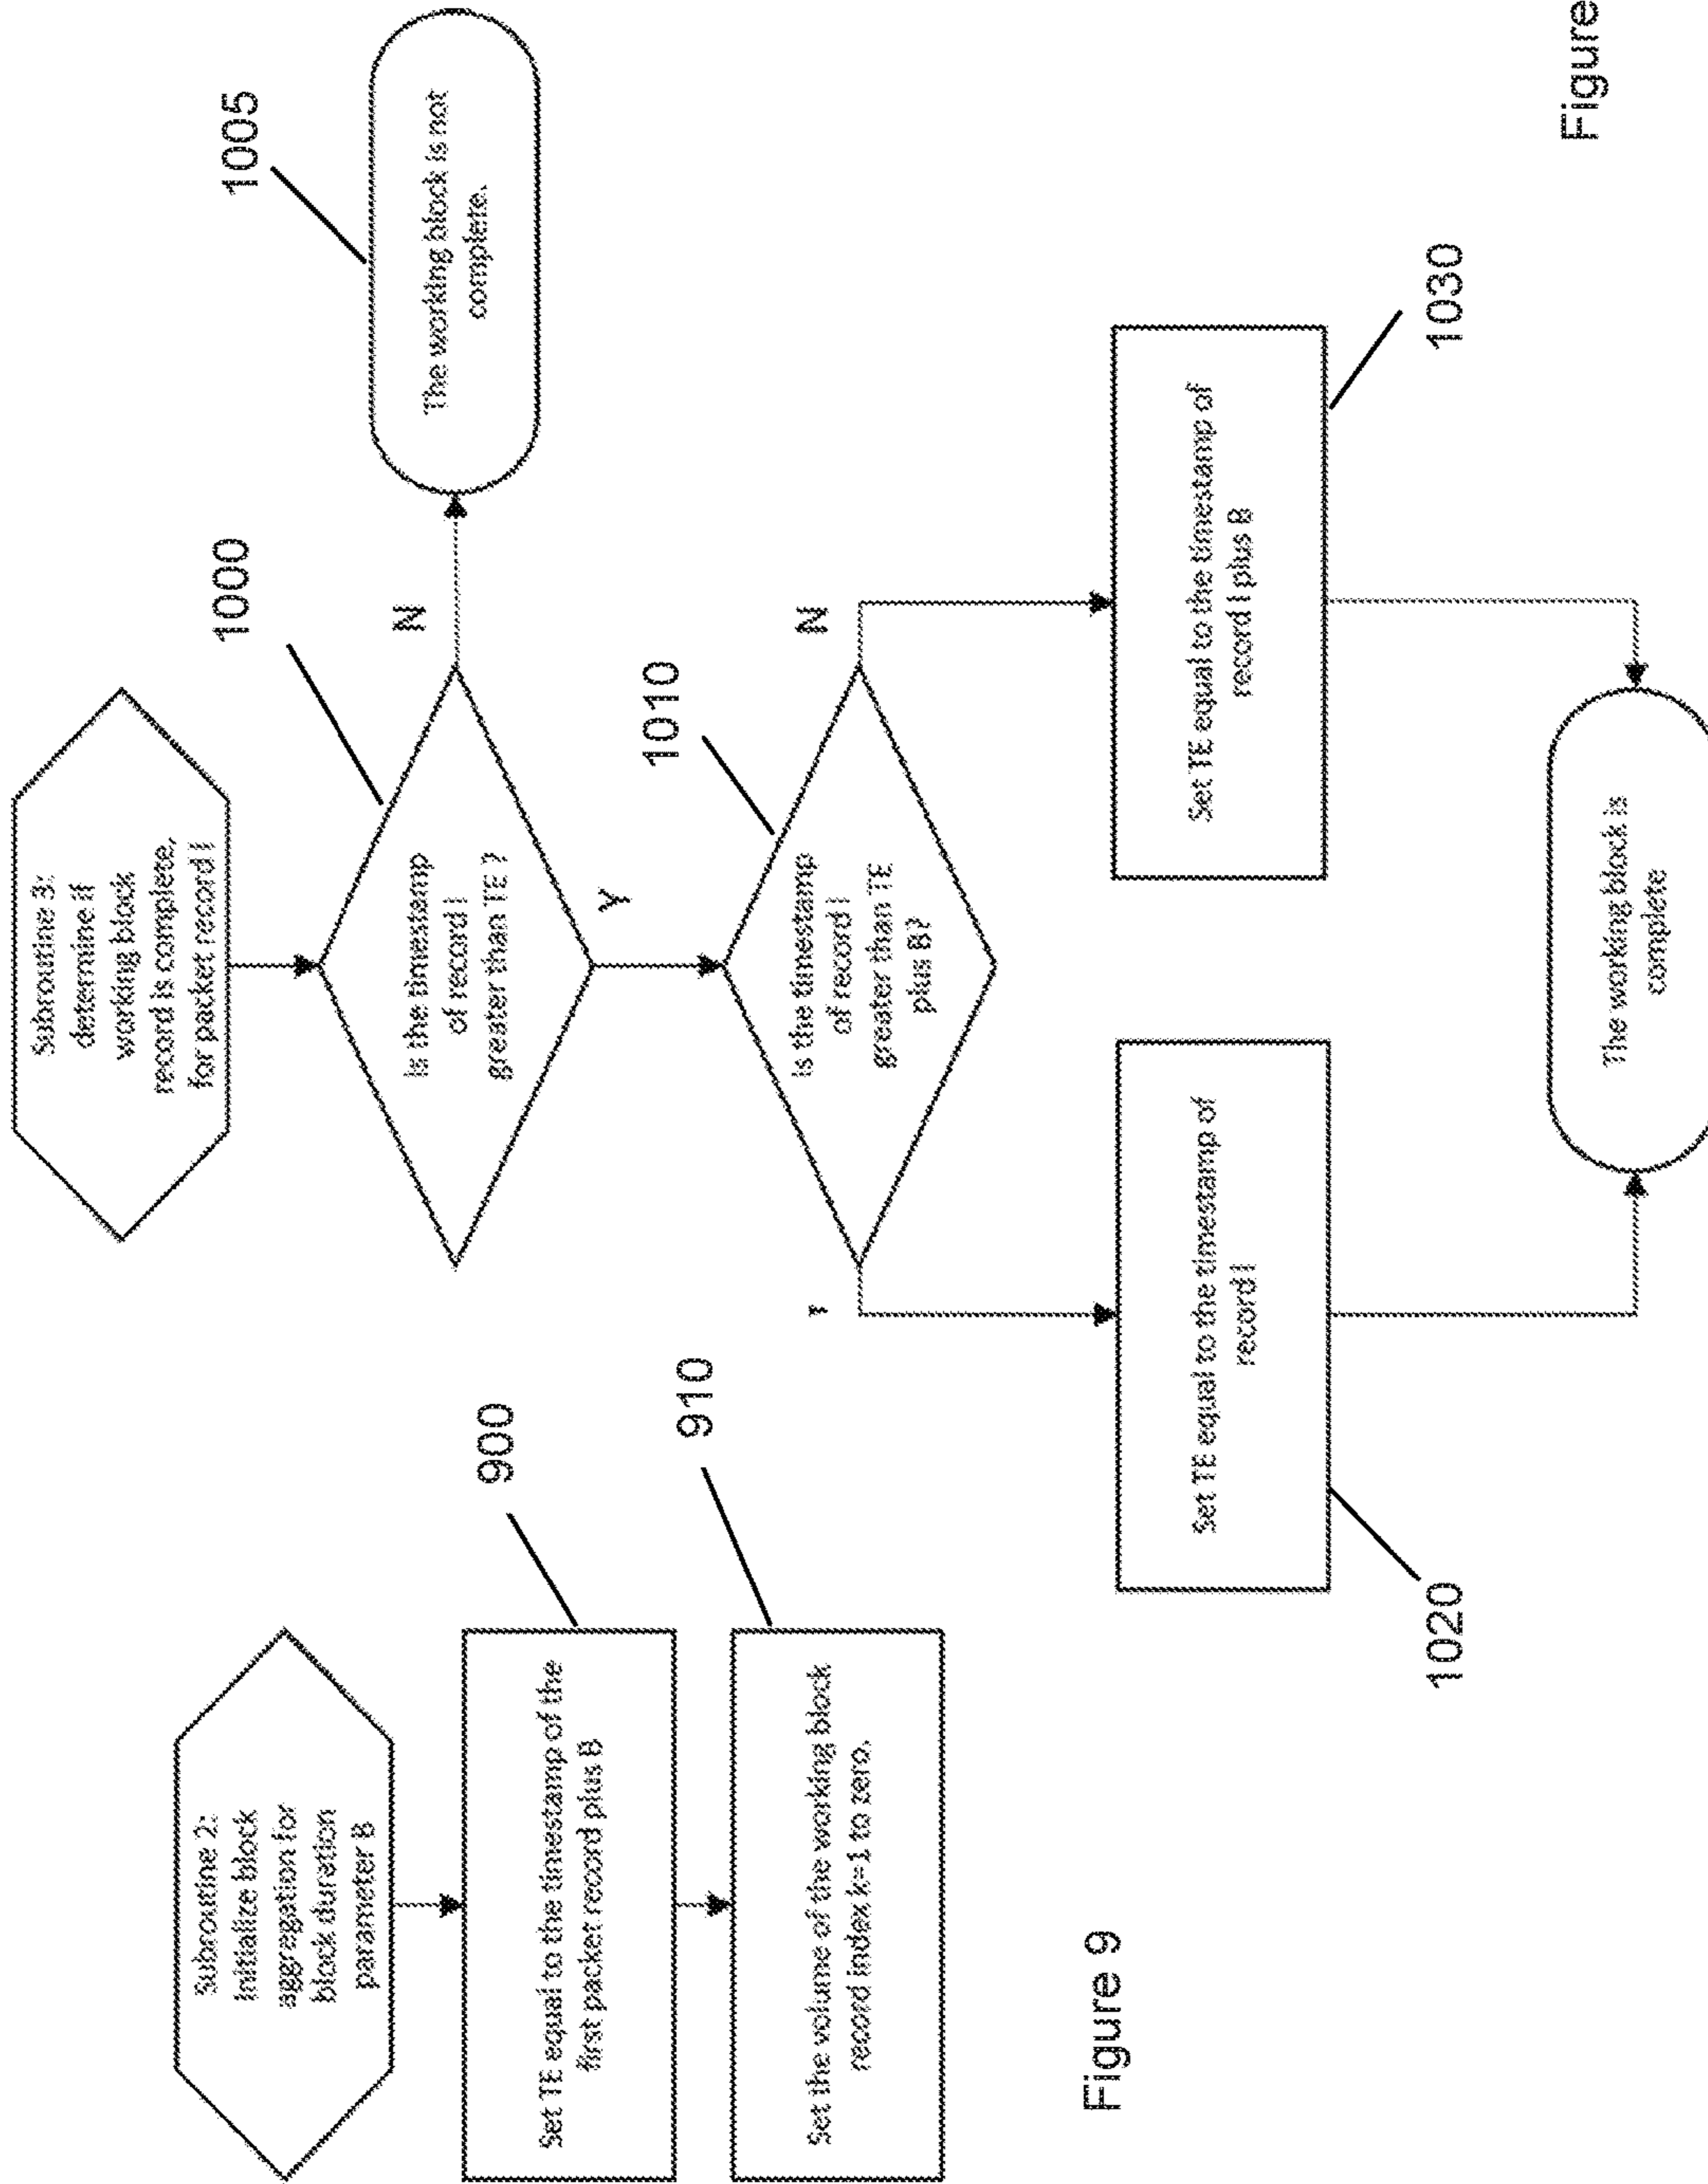 Subroutine 2:
Initialize block
aggregation for
block duration
parameter B
900
Set TE equal to the timestamp of the
first packet record plus B
910
Set the volume of the working block
record index k=1 to zero.
Figure 9
Subroutine 3:
determine if
working block
record is complete,
for packet record I
1000
Is the timestamp
of record I
greater than TE ?
N
1005
The working block is not
complete.
Y
1010
Is the timestamp
of record I
greater than TE
plus B?
N
1020
Set TE equal to the timestamp of
record I
1030
Set TE equal to the timestamp of
record I plus B
The working block is
complete
Figure